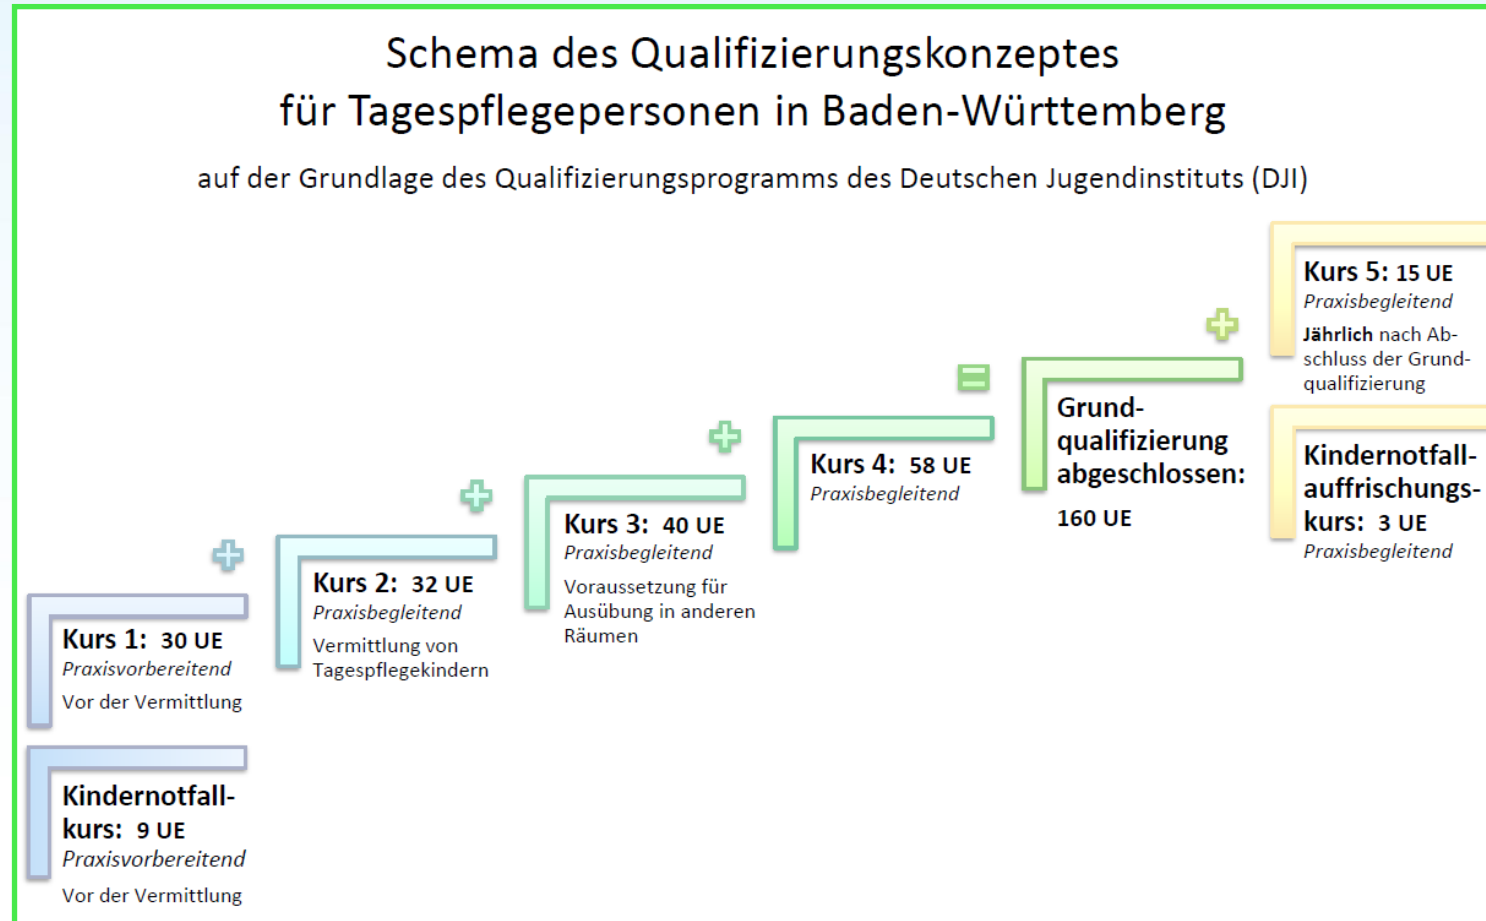 Schema des Qualifizierungskonzeptes
für Tagespflegepersonen in Baden-Württemberg
auf der Grundlage des Qualifizierungsprogramms des Deutschen Jugendinstituts (DJI)
Kurs 1: 30 UE
Praxisvorbereitend
Vor der Vermittlung
Kindernotfall-
kurs: 9 UE
Praxisvorbereitend
Vor der Vermittlung
Kurs 2: 32 UE
Praxisbegleitend
Vermittlung von
Tagespflegekindern
Kurs 3: 40 UE
Praxisbegleitend
Voraussetzung für
Ausübung in anderen
Räumen
Kurs 4: 58 UE
Praxisbegleitend
Grund-
qualifizierung
abgeschlossen:
160 UE
Kurs 5: 15 UE
Praxisbegleitend
Jährlich nach Ab-
schluss der Grund-
qualifizierung
Kindernotfall-
auffrischungs-
kurs: 3 UE
Praxisbegleitend